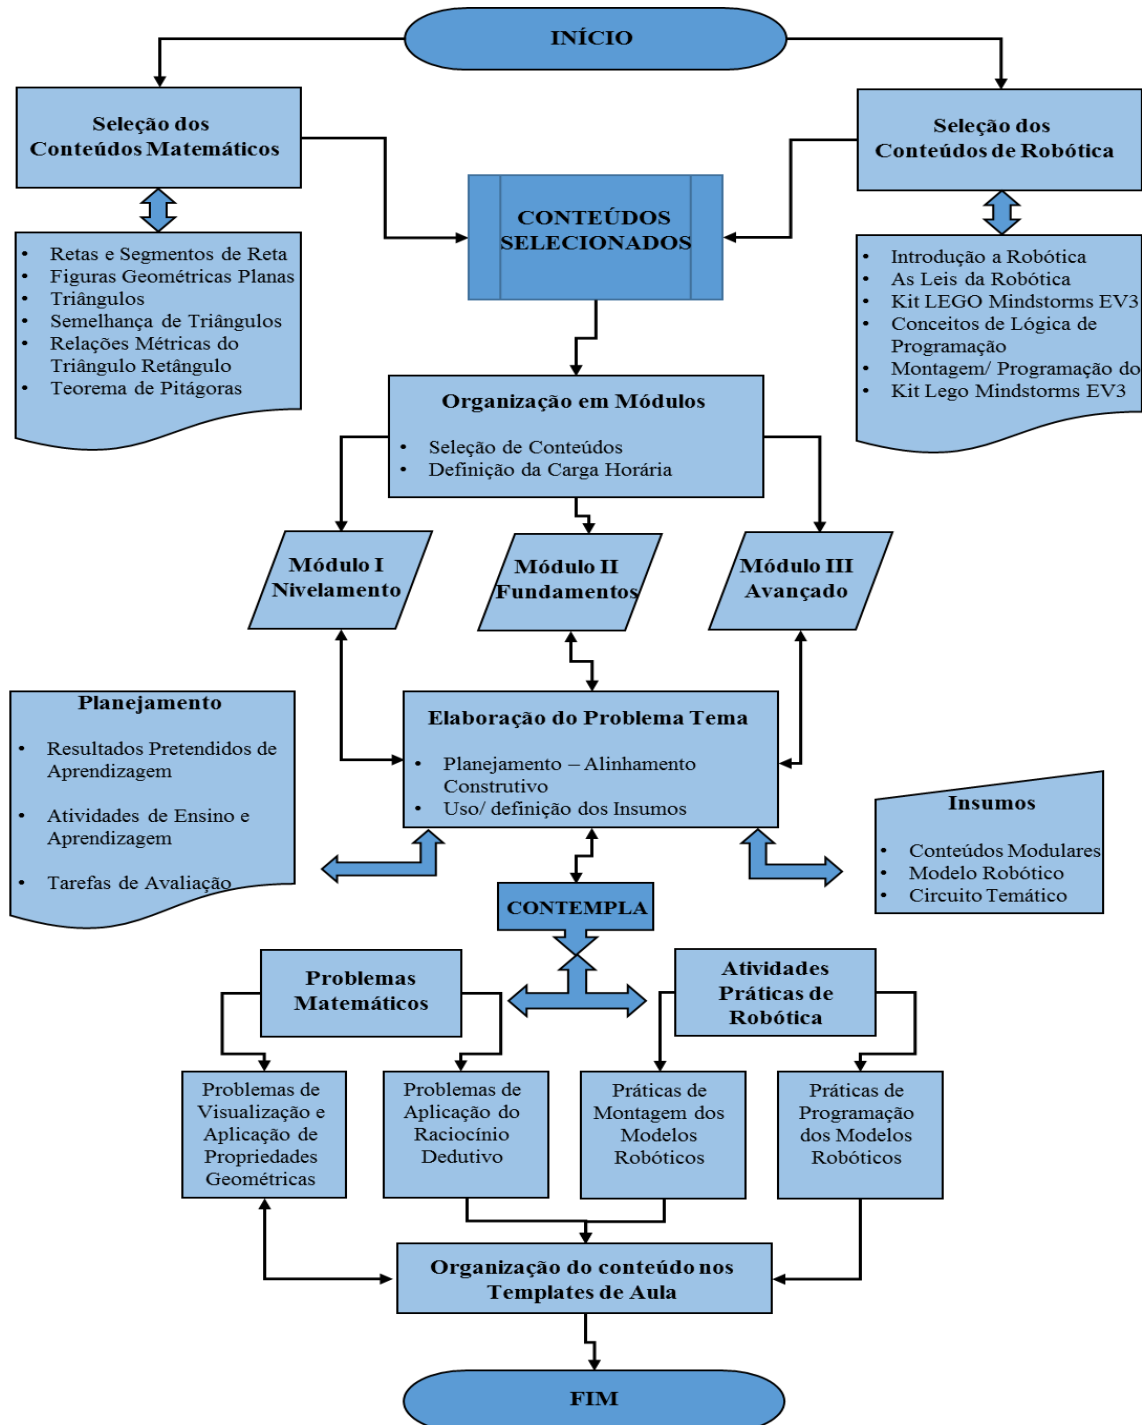 INÍCIO
Seleção dos
Conteúdos Matemáticos
Seleção dos
Conteúdos de Robótica
CONTEÚDOS
SELECIONADOS
• Retas e Segmentos de Reta
• Figuras Geométricas Planas
• Triângulos
• Semelhança de Triângulos
• Relações Métricas do
Triângulo Retângulo
• Teorema de Pitágoras
• Introdução a Robótica
• As Leis da Robótica
• Kit LEGO Mindstorms EV3
• Conceitos de Lógica de
Programação
• Montagem/ Programação do
• Kit Lego Mindstorms EV3
Organização em Módulos
• Seleção de Conteúdos
• Definição da Carga Horária
Módulo I
Nivelamento
Módulo II
Fundamentos
Módulo III
Avançado
Planejamento
• Resultados Pretendidos de
Aprendizagem
• Atividades de Ensino e
Aprendizagem
• Tarefas de Avaliação
Elaboração do Problema Tema
• Planejamento – Alinhamento
Construtivo
• Uso/ definição dos Insumos
Insumos
• Conteúdos Modulares
• Modelo Robótico
• Circuito Temático
CONTEMPLA
Problemas
Matemáticos
Atividades
Práticas de
Robótica
Problemas de
Visualização e
Aplicação de
Propriedades
Geométricas
Problemas de
Aplicação do
Raciocínio
Dedutivo
Práticas de
Montagem dos
Modelos
Robóticos
Práticas de
Programação
dos Modelos
Robóticos
Organização do conteúdo nos
Templates de Aula
FIM